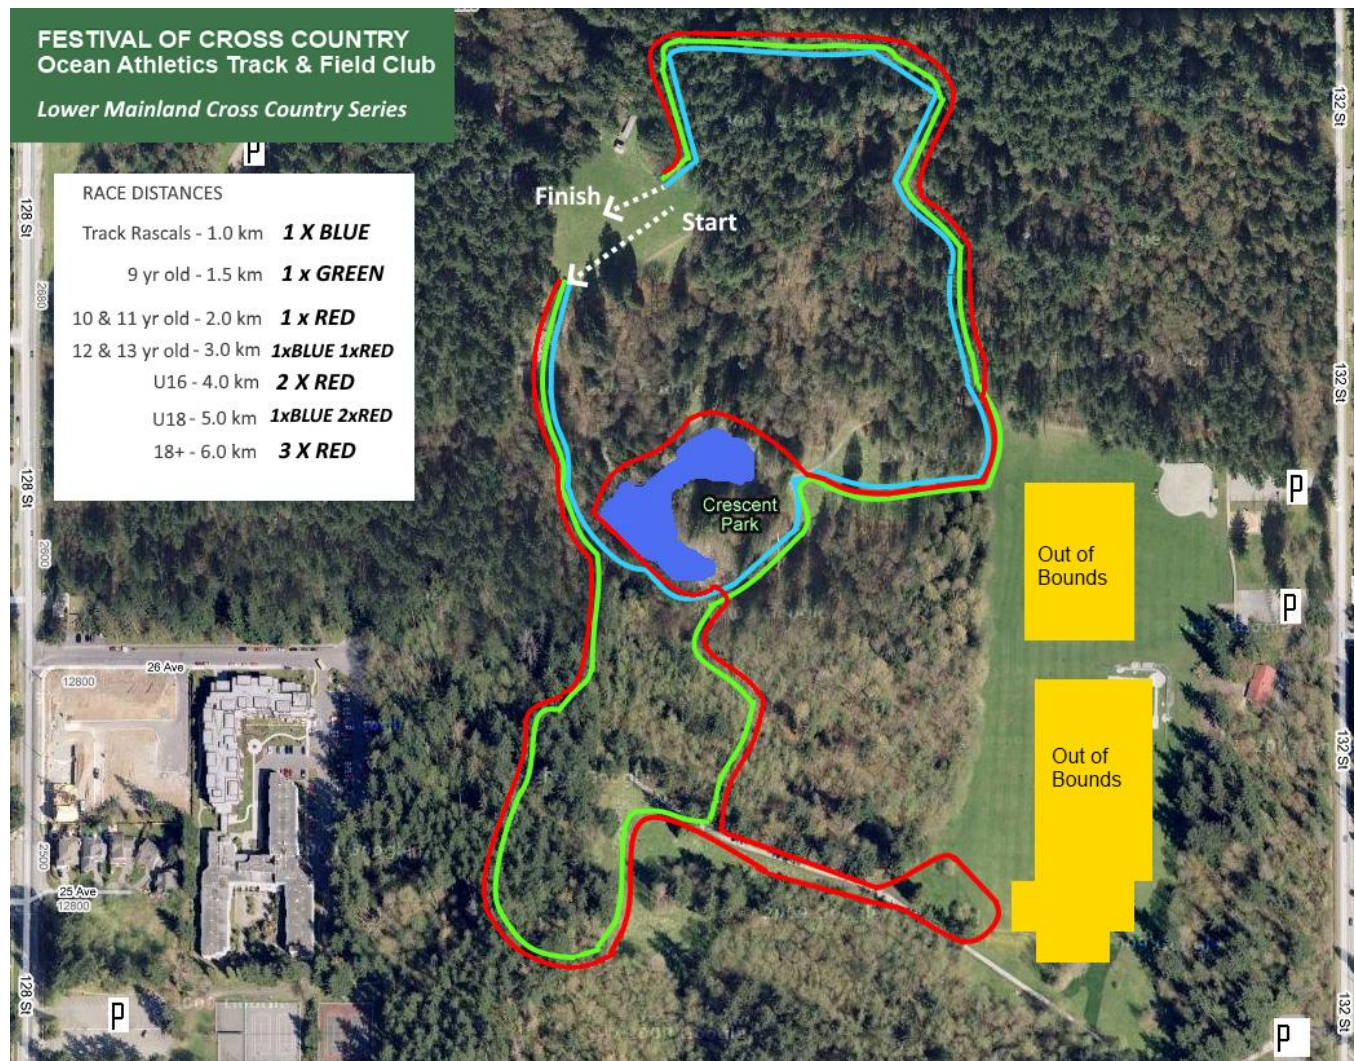 FESTIVAL OF CROSS COUNTRY
Ocean Athletics Track & Field Club
Lower Mainland Cross Country Series
P
RACE DISTANCES
Track Rascals - 1.0 km 1 X BLUE
9 yr old - 1.5 km 1 x GREEN
10 & 11 yr old - 2.0 km 1 x RED
12 & 13 yr old - 3.0 km 1xBLUE 1xRED
U16 - 4.0 km 2 X RED
U18 - 5.0 km 1xBLUE 2xRED
18+ - 6.0 km 3 X RED
Finish
Start
132 St
128 St
2680
132 St
128 St
Crescent
Park
P
Out of
Bounds
2600
P
26 Ave
12800
132 St
Out of
Bounds
2500
25 Ave
12800
128 St
P
132 St
P